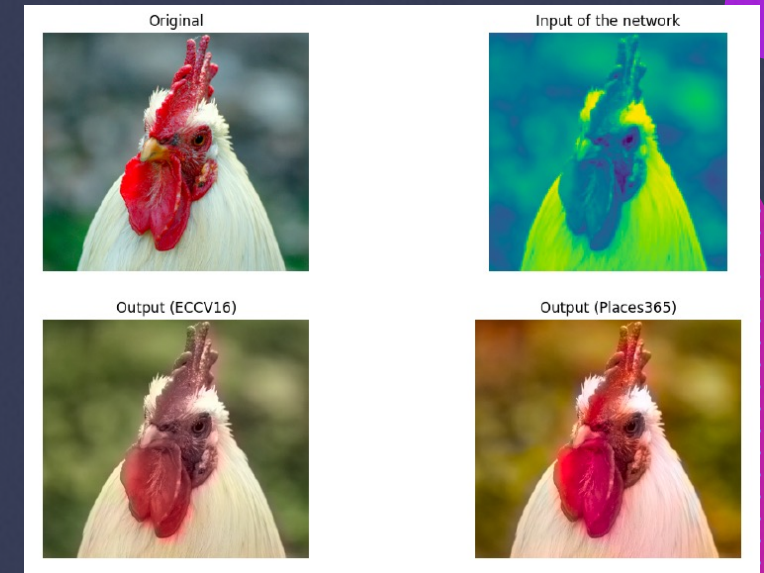 Original
Input of the network
Output (ECCV16)
Output (Places365)